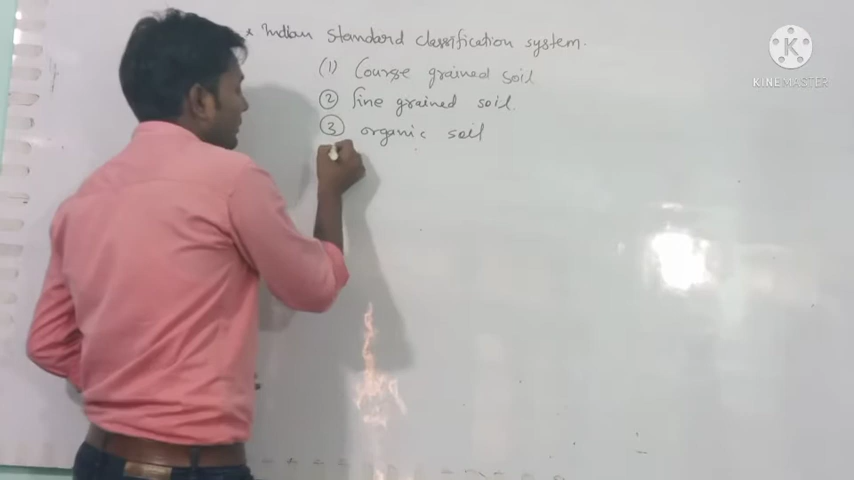 * Indian Standard classification system.
(1) Course grained soil
② fine grained soil.
③ organic soil
K
KINEMASTER